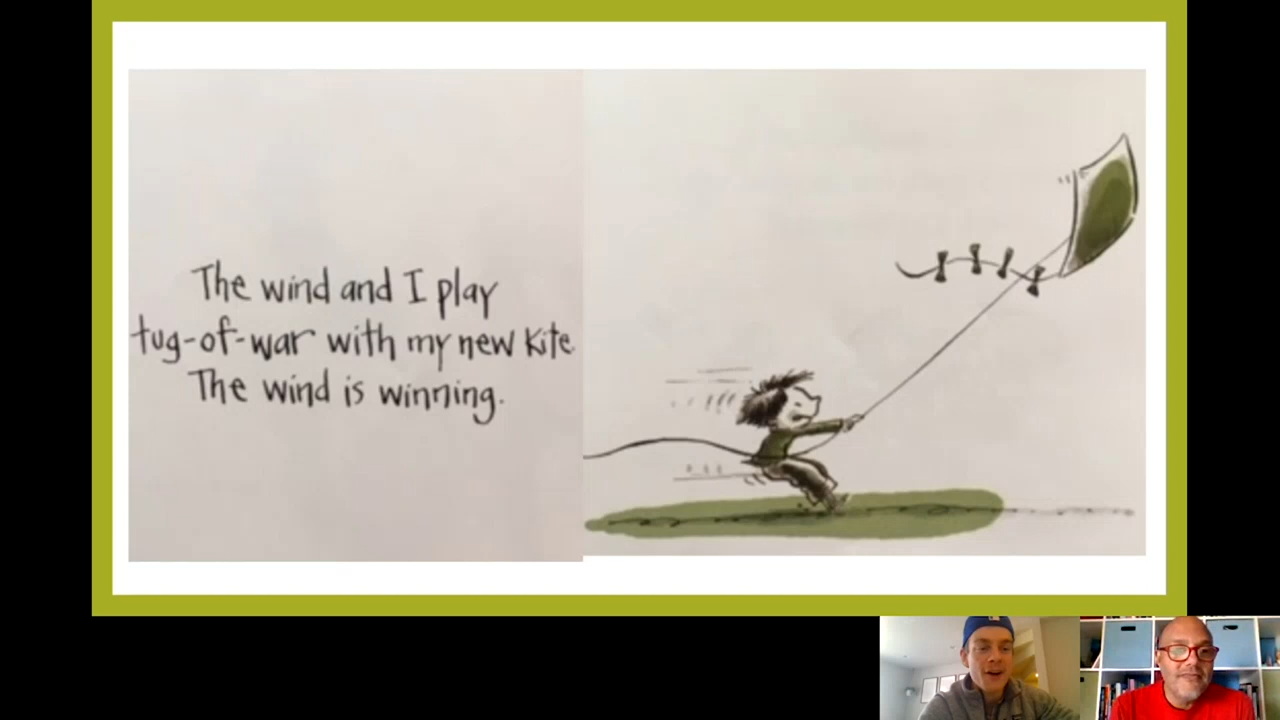 The wind and I play
tug-of-war with my new kite.
The wind is winning.